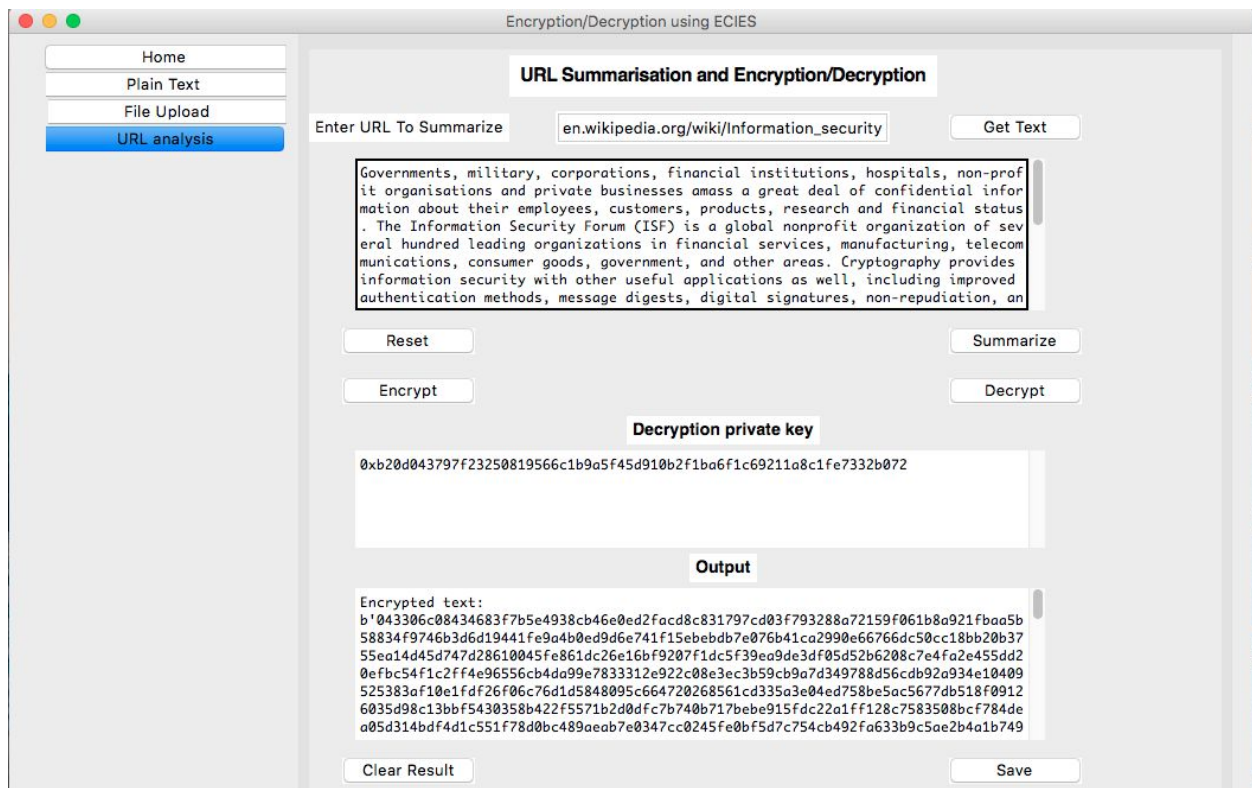 Encryption/Decryption using ECIES
Home
Plain Text
File Upload
URL analysis
URL Summarisation and Encryption/Decryption
Enter URL To Summarize
en.wikipedia.org/wiki/Information_security
Get Text
Governments, military, corporations, financial institutions, hospitals, non-prof
it organisations and private businesses amass a great deal of confidential infor
mation about their employees, customers, products, research and financial status
. The Information Security Forum (ISF) is a global nonprofit organization of sev
eral hundred leading organizations in financial services, manufacturing, telecom
munications, consumer goods, government, and other areas. Cryptography provides
information security with other useful applications as well, including improved
authentication methods, message digests, digital signatures, non-repudiation, an
Reset
Summarize
Encrypt
Decrypt
Decryption private key
0xb20d043797f23250819566c1b9a5f45d910b2f1ba6f1c69211a8c1fe7332b072
Output
Encrypted text:
b'043306c08434683f7b5e4938cb46e0ed2facd8c831797cd03f793288a72159f061b8a921fbaa5b
58834f9746b3d6d19441fe9a4b0ed9d6e741f15ebebdb7e076b41ca2990e66766dc50cc18bb20b37
55ea14d45d747d28610045fe861dc26e16bf9207f1dc5f39ea9de3df05d52b6208c7e4fa2e455dd2
0efbc54f1c2ff4e96556cb4da99e7833312e922c08e3ec3b59cb9a7d349788d56cdb92a934e10409
525383af10e1fdf26f06c76d1d5848095c664720268561cd335a3e04ed758be5ac5677db518f0912
6035d98c13bbf5430358b422f5571b2d0dfc7b740b717bebe915fdc22a1ff128c7583508bcf784de
a05d314bdf4d1c551f78d0bc489aeab7e0347cc0245fe0bf5d7c754cb492fa633b9c5ae2b4a1b749
Clear Result
Save